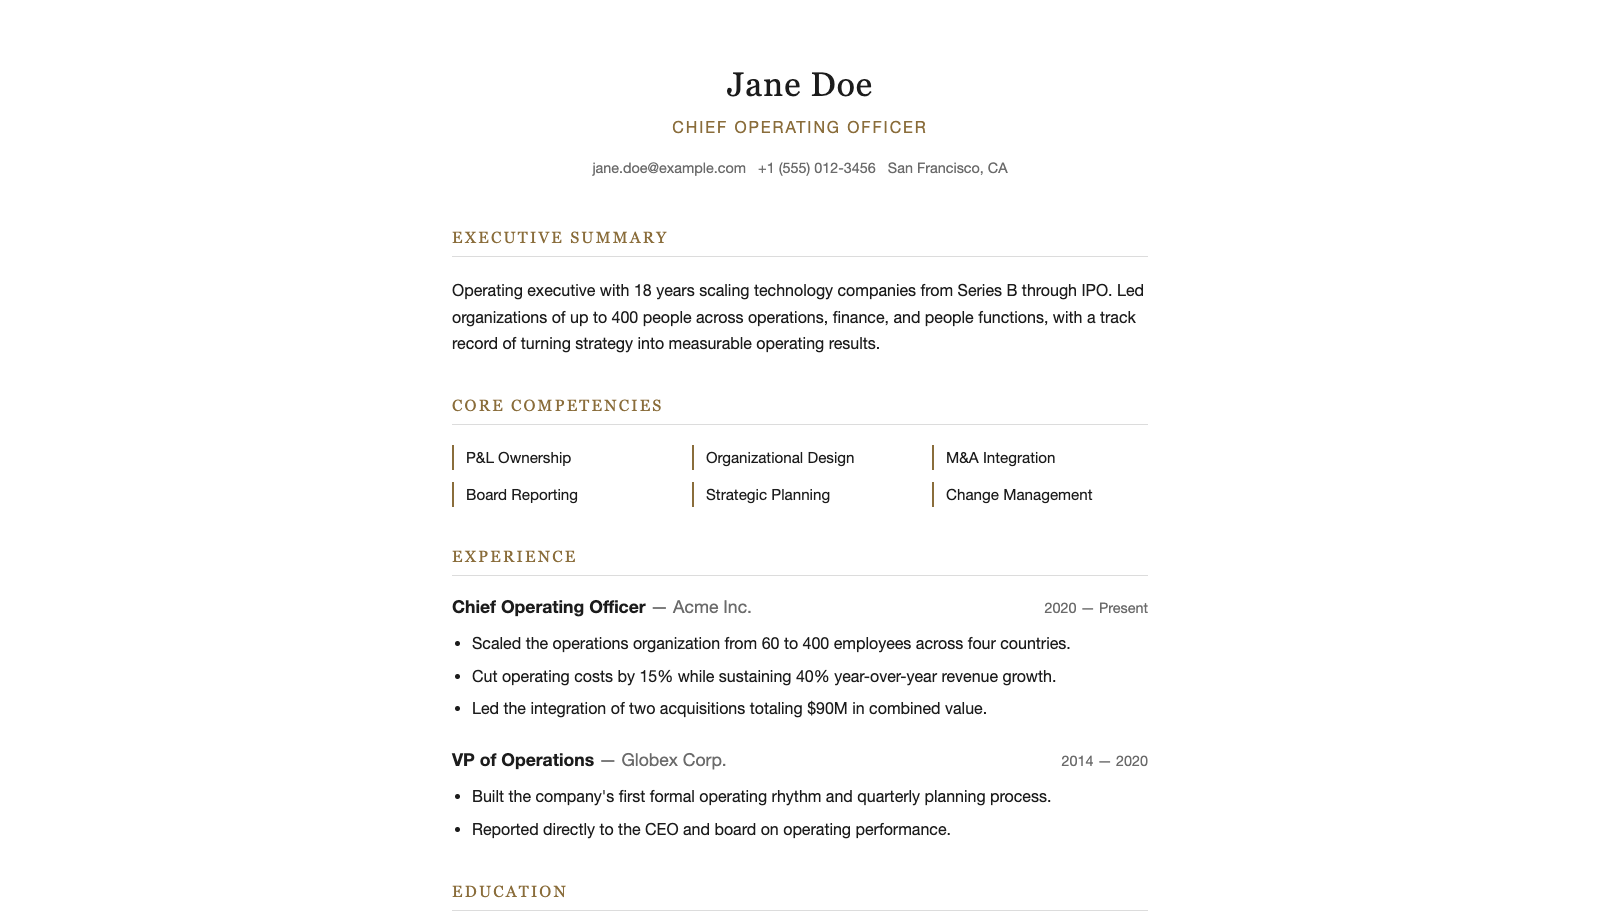 Jane Doe
CHIEF OPERATING OFFICER
jane.doe@example.com +1 (555) 012-3456 San Francisco, CA
EXECUTIVE SUMMARY
Operating executive with 18 years scaling technology companies from Series B through IPO. Led
organizations of up to 400 people across operations, finance, and people functions, with a track
record of turning strategy into measurable operating results.
CORE COMPETENCIES
P&L Ownership Organizational Design M&A Integration
Board Reporting Strategic Planning Change Management
EXPERIENCE
Chief Operating Officer — Acme Inc. 2020 — Present
• Scaled the operations organization from 60 to 400 employees across four countries.
• Cut operating costs by 15% while sustaining 40% year-over-year revenue growth.
• Led the integration of two acquisitions totaling $90M in combined value.
VP of Operations — Globex Corp. 2014 — 2020
• Built the company's first formal operating rhythm and quarterly planning process.
• Reported directly to the CEO and board on operating performance.
EDUCATION